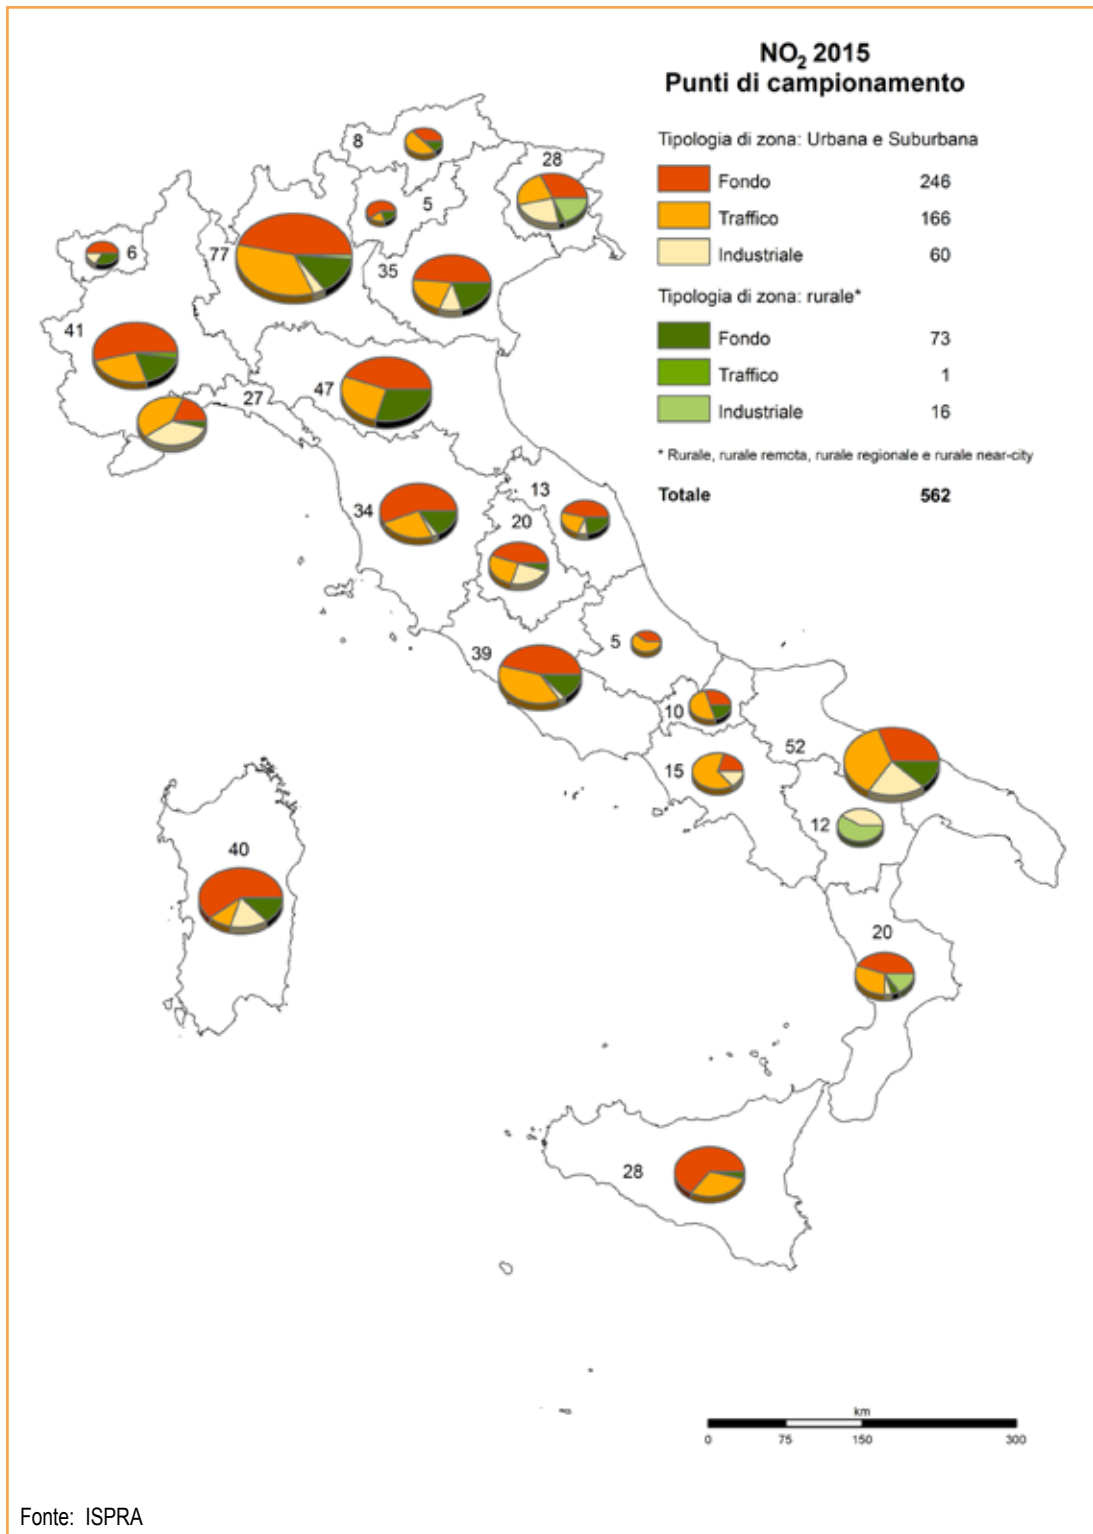 NO2 2015
Punti di campionamento
Tipologia di zona: Urbana e Suburbana
Fondo 246
Traffico 166
Industriale 60
Tipologia di zona: rurale*
Fondo 73
Traffico 1
Industriale 16
* Rurale, rurale remota, rurale regionale e rurale near-city
Totale 562
8
28
5
6
77
35
41
27
47
13
34
20
5
39
10
52
15
12
40
20
28
km
0 75 150 300
Fonte: ISPRA